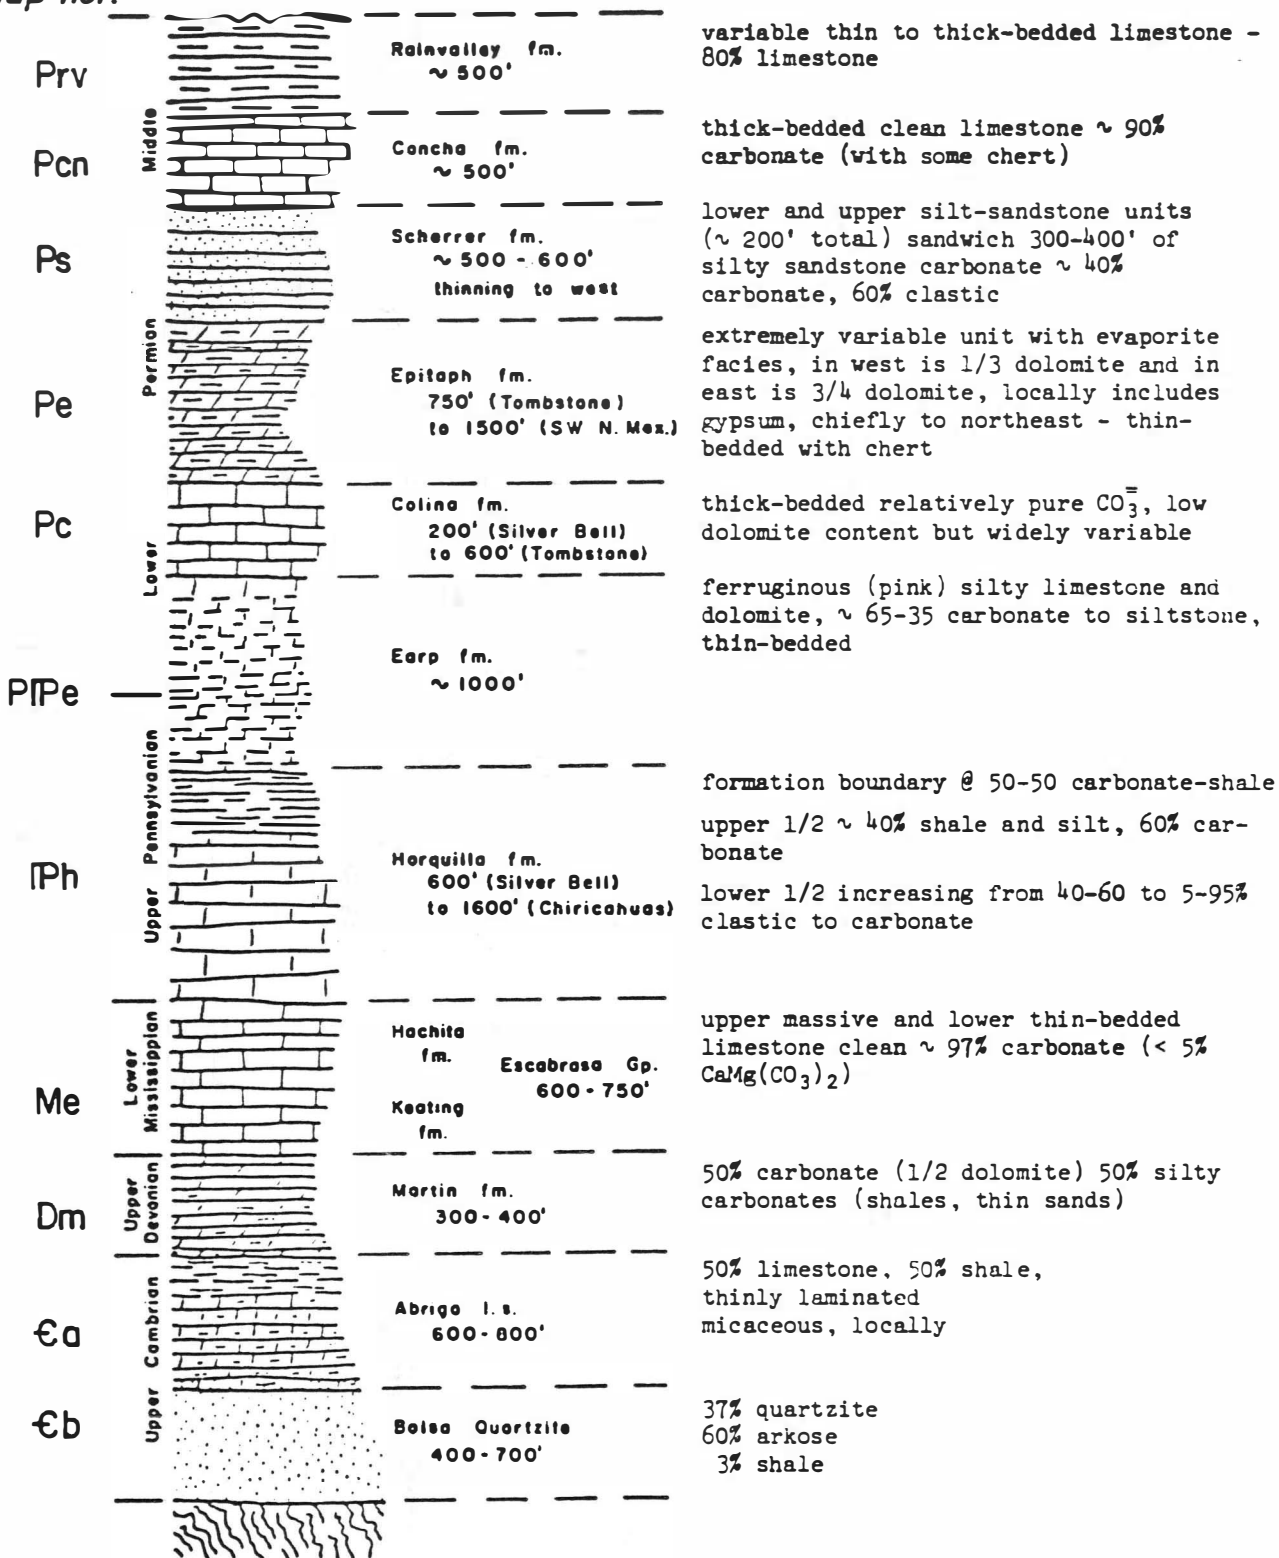 Prv
Rainvalley fm.
~ 500'
variable thin to thick-bedded limestone -
80% limestone
Middle
Pcn
Concha fm.
~ 500'
thick-bedded clean limestone ~ 90%
carbonate (with some chert)
Ps
Scherrer fm.
~ 500 - 600'
thinning to west
lower and upper silt-sandstone units
(~ 200' total) sandwich 300-400' of
silty sandstone carbonate ~ 40%
carbonate, 60% clastic
Permian
Pe
Epitaph fm.
750' (Tombstone)
to 1500' (SW N. Mex.)
extremely variable unit with evaporite
facies, in west is 1/3 dolomite and in
east is 3/4 dolomite, locally includes
gypsum, chiefly to northeast - thin-
bedded with chert
Pc
Colina fm.
200' (Silver Bell)
to 600' (Tombstone)
thick-bedded relatively pure CO3=, low
dolomite content but widely variable
Lower
PIPe
Earp fm.
~ 1000'
ferruginous (pink) silty limestone and
dolomite, ~ 65-35 carbonate to siltstone,
thin-bedded
formation boundary @ 50-50 carbonate-shale
Upper Pennsylvanian
IPh
Horquilla fm.
600' (Silver Bell)
to 1600' (Chiricahuas)
upper 1/2 ~ 40% shale and silt, 60% car-
bonate
lower 1/2 increasing from 40-60 to 5-95%
clastic to carbonate
Lower
Mississippian
Me
Hachita
fm.
Escabrosa Gp.
600 - 750'
Keating
fm.
upper massive and lower thin-bedded
limestone clean ~ 97% carbonate (< 5%
CaMg(CO3)2)
Upper
Devonian
Dm
Martin fm.
300 - 400'
50% carbonate (1/2 dolomite) 50% silty
carbonates (shales, thin sands)
Upper Cambrian
Єa
Abrigo l.s.
600 - 800'
50% limestone, 50% shale,
thinly laminated
micaceous, locally
Єb
Bolsa Quartzite
400 - 700'
37% quartzite
60% arkose
3% shale